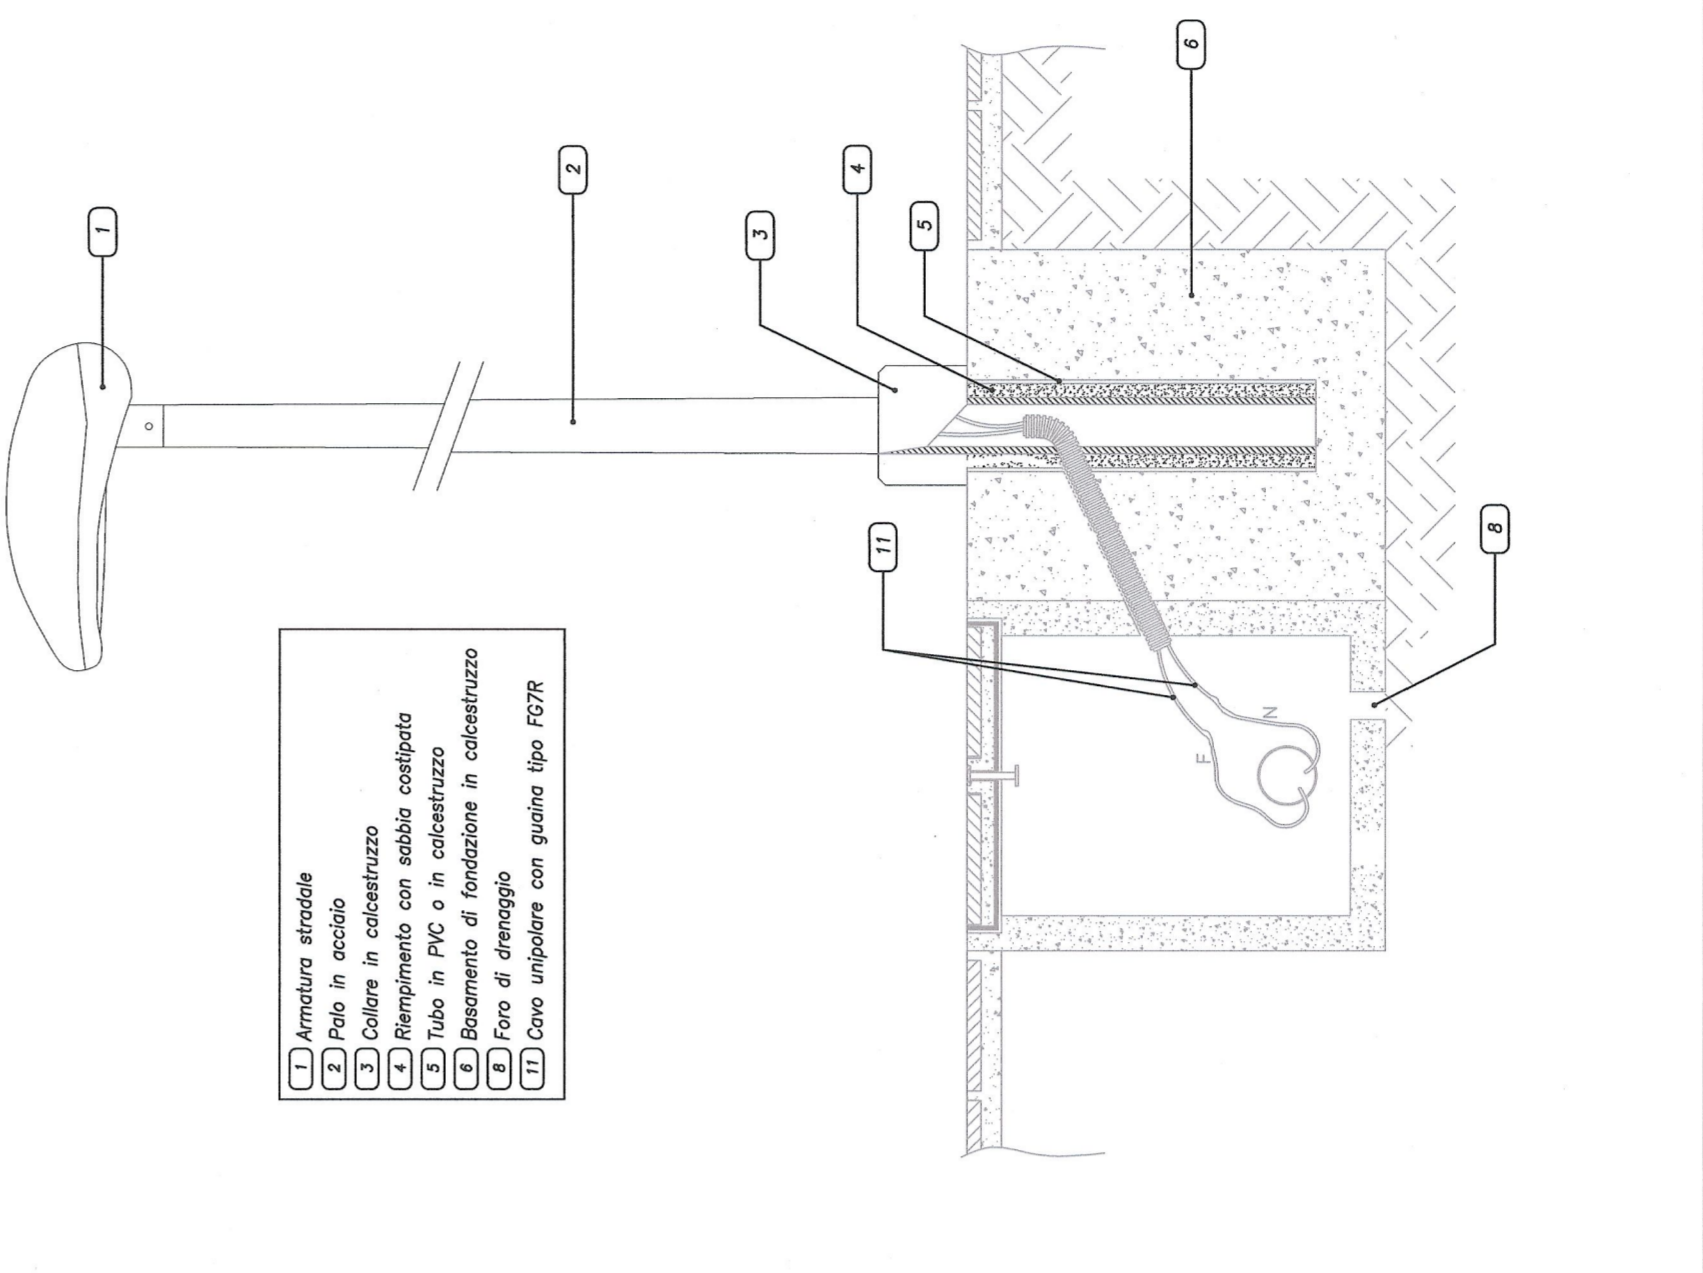 1
2
3
4
5
6
11
8
F
N
1 Armatura stradale
2 Palo in acciaio
3 Collare in calcestruzzo
4 Riempimento con sabbia costipata
5 Tubo in PVC o in calcestruzzo
6 Basamento di fondazione in calcestruzzo
8 Foro di drenaggio
11 Cavo unipolare con guaina tipo FG7R